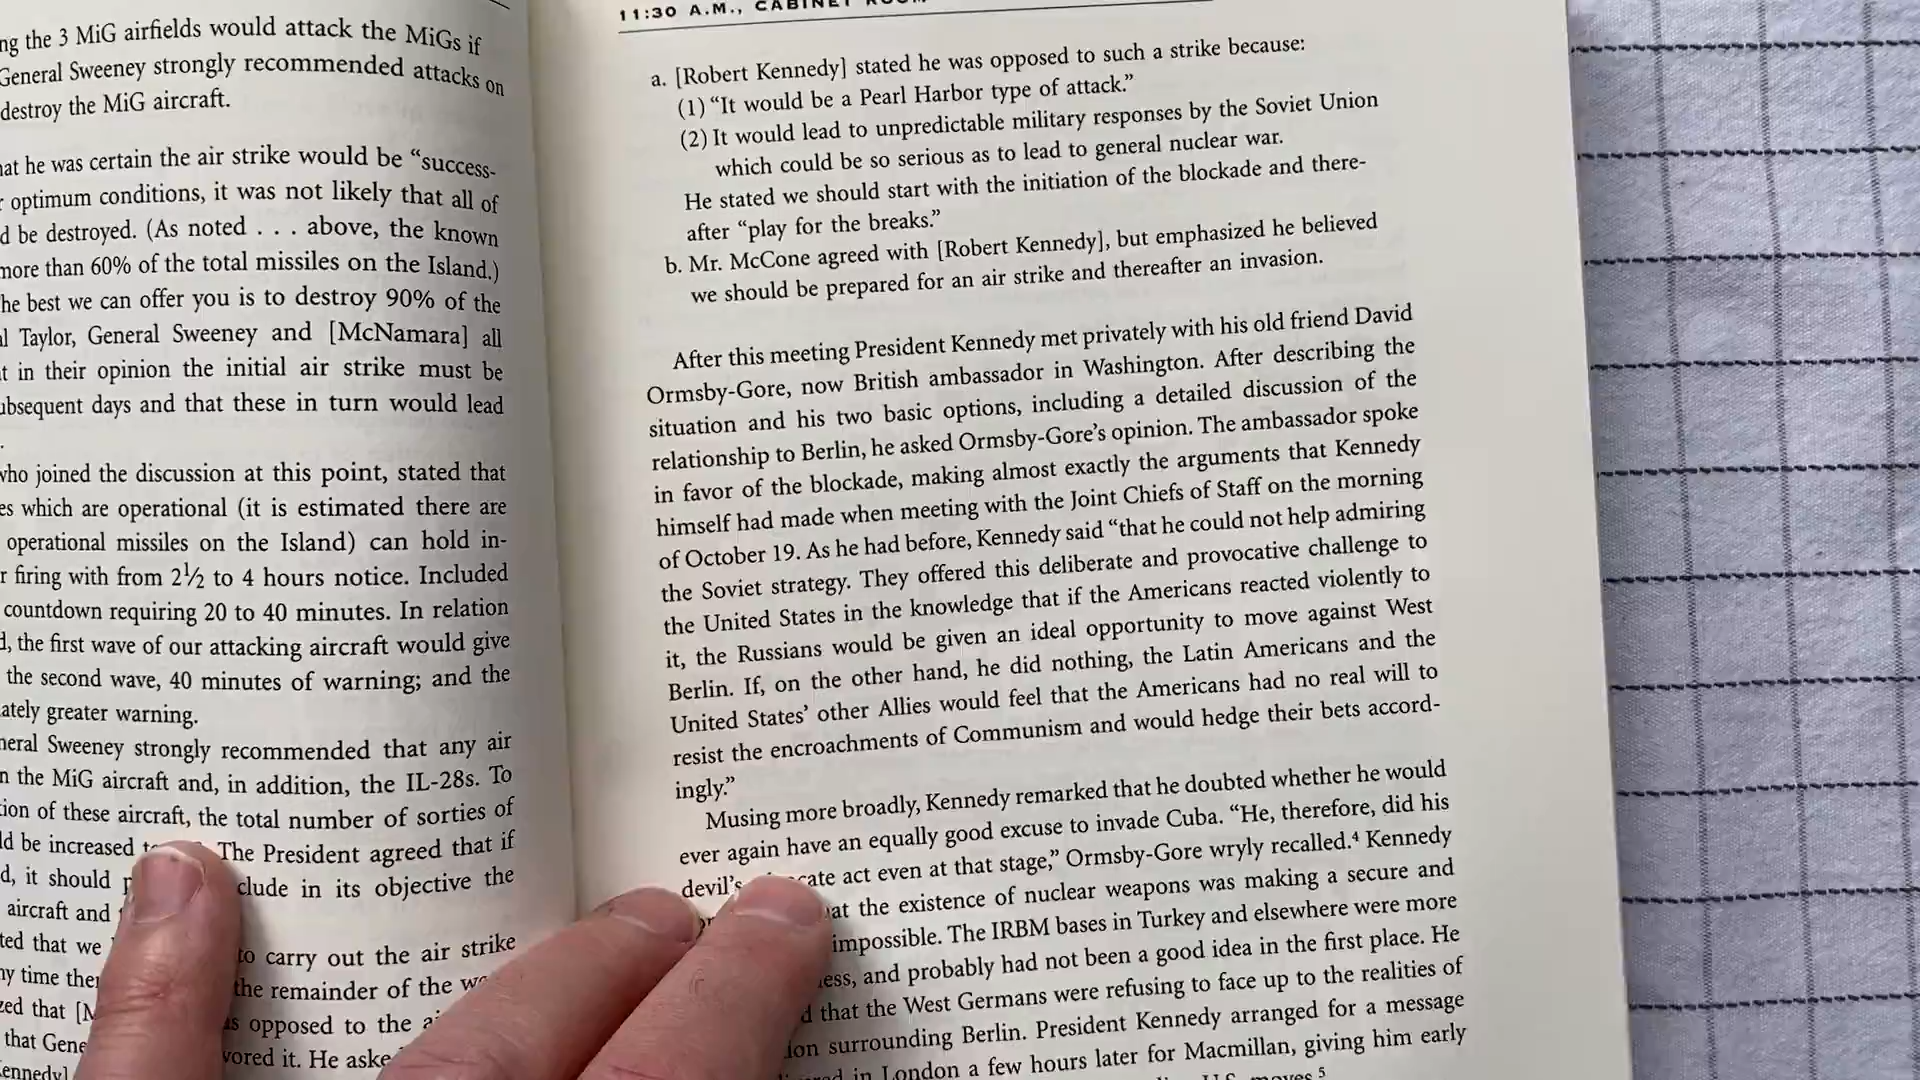 ng the 3 MiG airfields would attack the MiGs if
General Sweeney strongly recommended attacks on
destroy the MiG aircraft.
hat he was certain the air strike would be “success-
r optimum conditions, it was not likely that all of
d be destroyed. (As noted . . . above, the known
more than 60% of the total missiles on the Island.)
he best we can offer you is to destroy 90% of the
al Taylor, General Sweeney and [McNamara] all
t in their opinion the initial air strike must be
ubsequent days and that these in turn would lead
.
who joined the discussion at this point, stated that
es which are operational (it is estimated there are
operational missiles on the Island) can hold in-
r firing with from 2½ to 4 hours notice. Included
countdown requiring 20 to 40 minutes. In relation
d, the first wave of our attacking aircraft would give
the second wave, 40 minutes of warning; and the
ately greater warning.
neral Sweeney strongly recommended that any air
n the MiG aircraft and, in addition, the IL-28s. To
tion of these aircraft, the total number of sorties of
ld be increased The President agreed that if
d, it should clude in its objective the
aircraft and
ted that we to carry out the air strike
ny time the remainder of the
zed that [M s opposed to the
that Gene vored it. He aske
ennedy]
11:30 A.M., CABINET ROOM
a. [Robert Kennedy] stated he was opposed to such a strike because:
(1) “It would be a Pearl Harbor type of attack.”
(2) It would lead to unpredictable military responses by the Soviet Union
which could be so serious as to lead to general nuclear war.
He stated we should start with the initiation of the blockade and there-
after “play for the breaks.”
b. Mr. McCone agreed with [Robert Kennedy], but emphasized he believed
we should be prepared for an air strike and thereafter an invasion.
After this meeting President Kennedy met privately with his old friend David
Ormsby-Gore, now British ambassador in Washington. After describing the
situation and his two basic options, including a detailed discussion of the
relationship to Berlin, he asked Ormsby-Gore’s opinion. The ambassador spoke
in favor of the blockade, making almost exactly the arguments that Kennedy
himself had made when meeting with the Joint Chiefs of Staff on the morning
of October 19. As he had before, Kennedy said “that he could not help admiring
the Soviet strategy. They offered this deliberate and provocative challenge to
the United States in the knowledge that if the Americans reacted violently to
it, the Russians would be given an ideal opportunity to move against West
Berlin. If, on the other hand, he did nothing, the Latin Americans and the
United States’ other Allies would feel that the Americans had no real will to
resist the encroachments of Communism and would hedge their bets accord-
ingly.”
Musing more broadly, Kennedy remarked that he doubted whether he would
ever again have an equally good excuse to invade Cuba. “He, therefore, did his
devil’s cate act even at that stage,” Ormsby-Gore wryly recalled.⁴ Kennedy
at the existence of nuclear weapons was making a secure and
impossible. The IRBM bases in Turkey and elsewhere were more
ess, and probably had not been a good idea in the first place. He
d that the West Germans were refusing to face up to the realities of
ion surrounding Berlin. President Kennedy arranged for a message
in London a few hours later for Macmillan, giving him early
U.S. moves.⁵